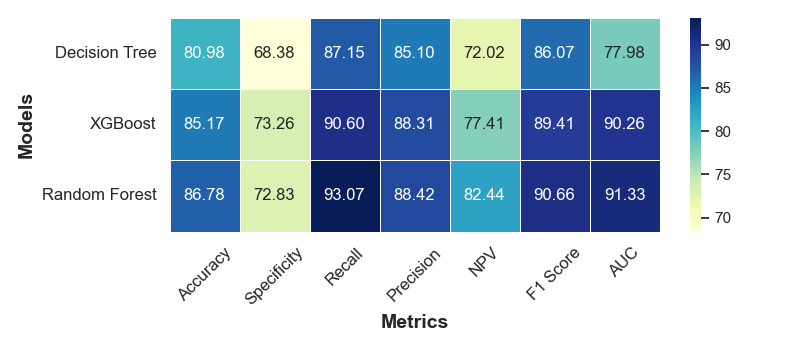 Models
Decision Tree 80.98 68.38 87.15 85.10 72.02 86.07 77.98
XGBoost 85.17 73.26 90.60 88.31 77.41 89.41 90.26
Random Forest 86.78 72.83 93.07 88.42 82.44 90.66 91.33
Accuracy Specificity Recall Precision NPV F1 Score AUC
Metrics
90
85
80
75
70